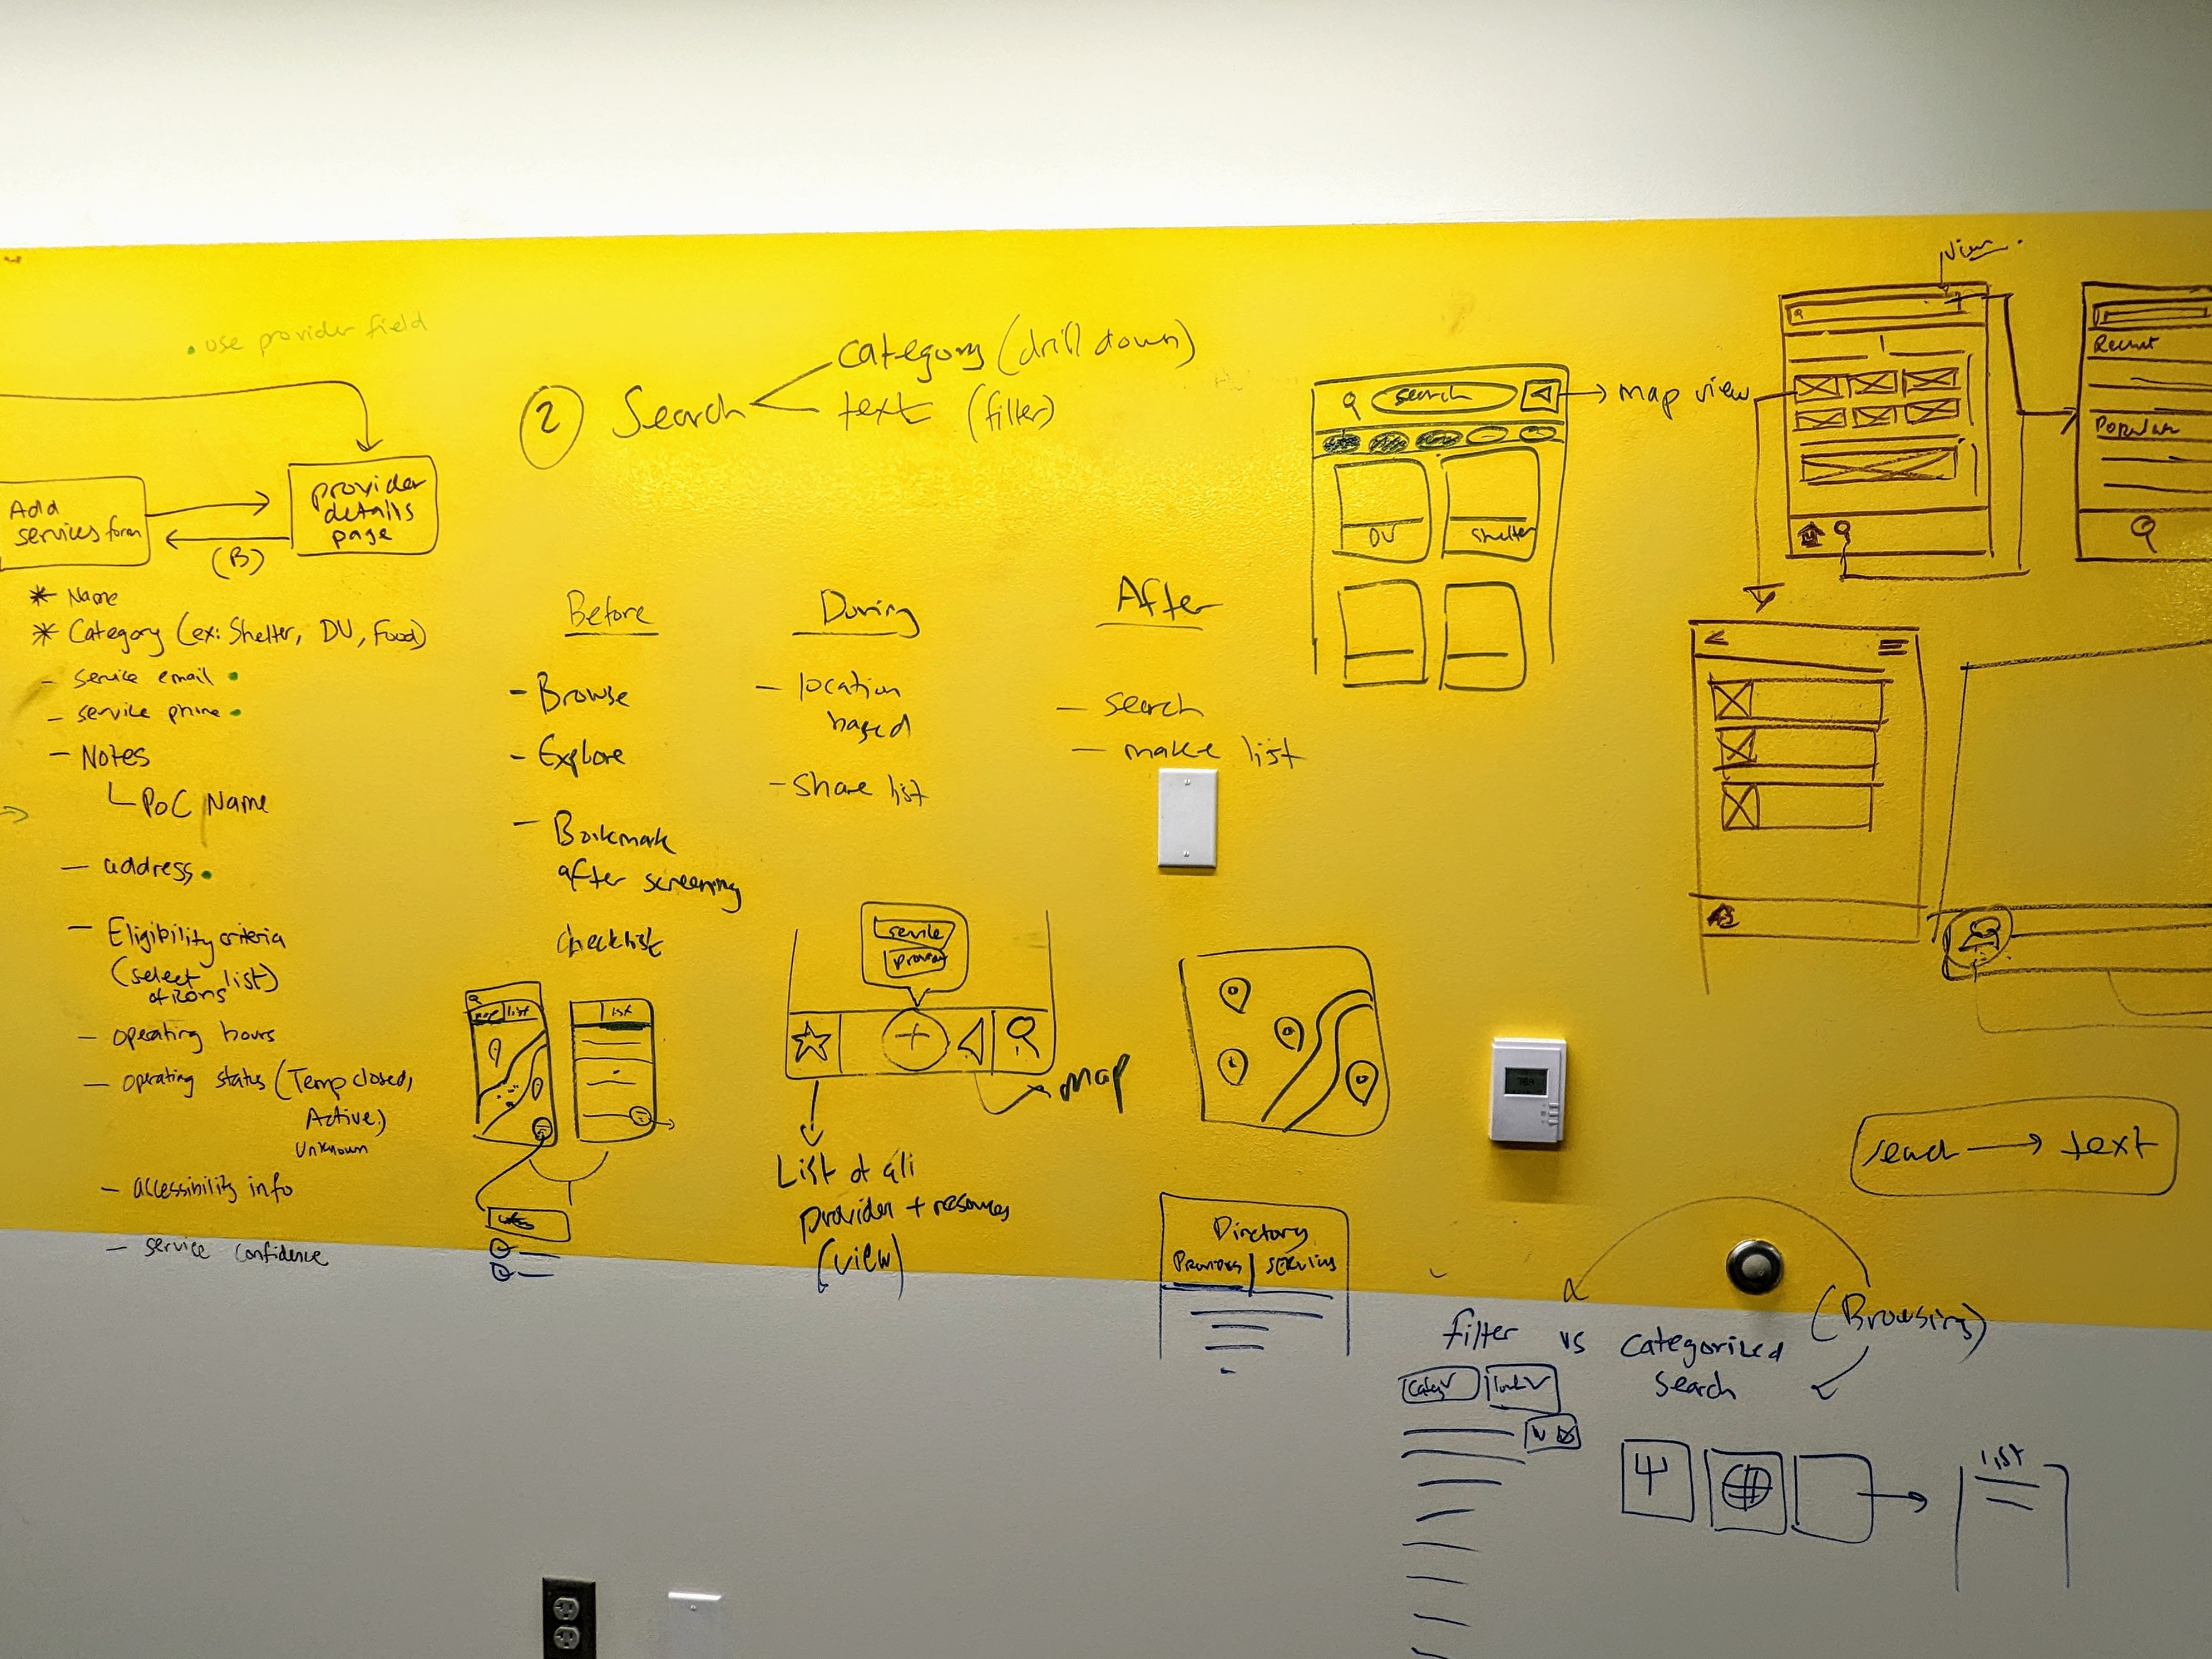 • use provider field
Add
services form
(B)
provider
details
page
* Name
* Category (ex: Shelter, DV, Food)
- service email •
- service phone •
- Notes
PoC Name
- address •
- Eligibility criteria
(select list)
of icons
- operating hours
- operating status (Temp closed,
Active,)
Unknown
- accessibility info
- service confidence
2 Search
category (drill down)
text (filter)
Before
- Browse
- Explore
- Bookmark
after screening
checklist
map list
list
During
- location
based
- share list
service
provider
map
List of all
provider + resources
(view)
After
- search
- make list
search
→ map view
DV
Shelter
Directory
Providers services
view
Recent
Popular
search → text
filter vs categorized
search
(Browsing)
list